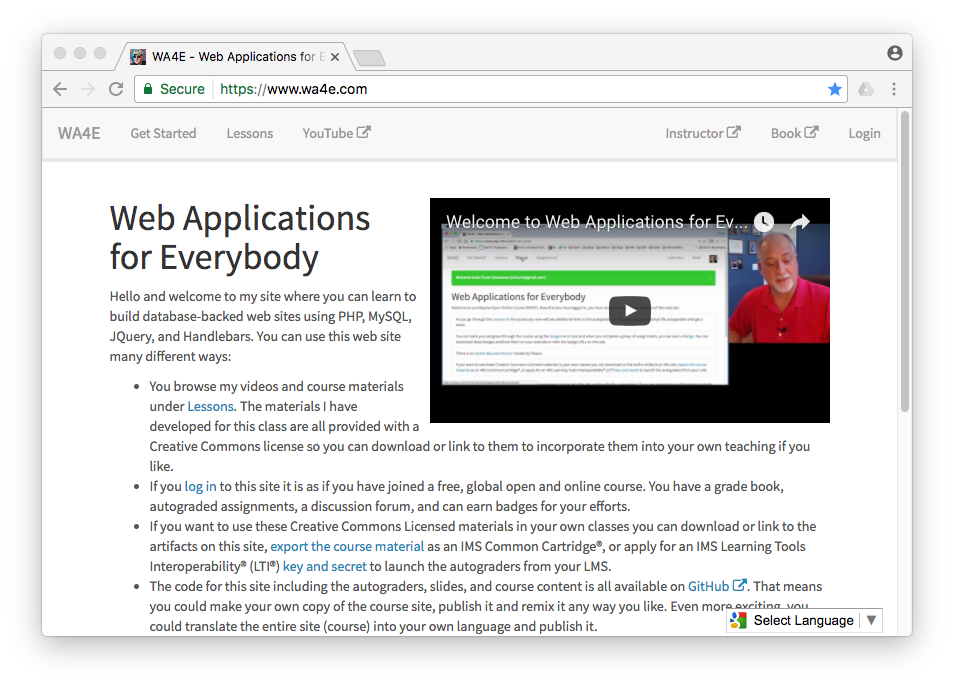 WA4E - Web Applications for E
Secure https://www.wa4e.com
WA4E Get Started Lessons YouTube Instructor Book Login
Web Applications
for Everybody
Welcome to Web Applications for Ev...
Web Applications for Everybody
Hello and welcome to my site where you can learn to
build database-backed web sites using PHP, MySQL,
JQuery, and Handlebars. You can use this web site
many different ways:
You browse my videos and course materials
under Lessons. The materials I have
developed for this class are all provided with a
Creative Commons license so you can download or link to them to incorporate them into your own teaching if you
like.
If you log in to this site it is as if you have joined a free, global open and online course. You have a grade book,
autograded assignments, a discussion forum, and can earn badges for your efforts.
If you want to use these Creative Commons Licensed materials in your own classes you can download or link to the
artifacts on this site, export the course material as an IMS Common Cartridge®, or apply for an IMS Learning Tools
Interoperability® (LTI®) key and secret to launch the autograders from your LMS.
The code for this site including the autograders, slides, and course content is all available on GitHub. That means
you could make your own copy of the course site, publish it and remix it any way you like. Even more exciting, you
could translate the entire site (course) into your own language and publish it.
Select Language